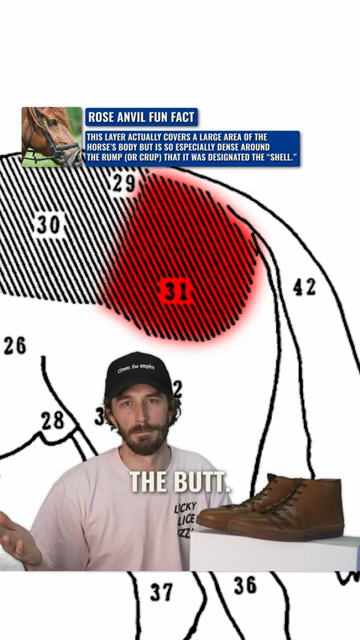 ROSE ANVIL FUN FACT
THIS LAYER ACTUALLY COVERS A LARGE AREA OF THE
HORSE'S BODY BUT IS SO ESPECIALLY DENSE AROUND
THE RUMP (OR CRUP) THAT IT WAS DESIGNATED THE "SHELL."
29
30
31
42
26
28
THE BUTT.
37
36